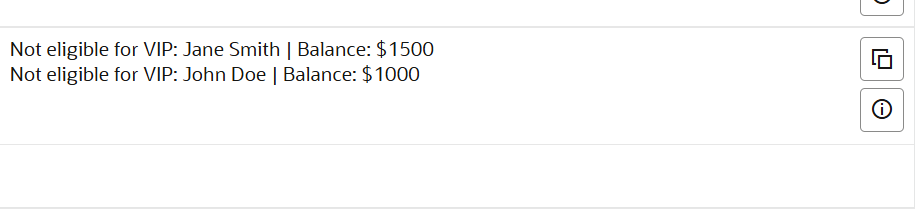 Not eligible for VIP: Jane Smith | Balance: $1500
Not eligible for VIP: John Doe | Balance: $1000